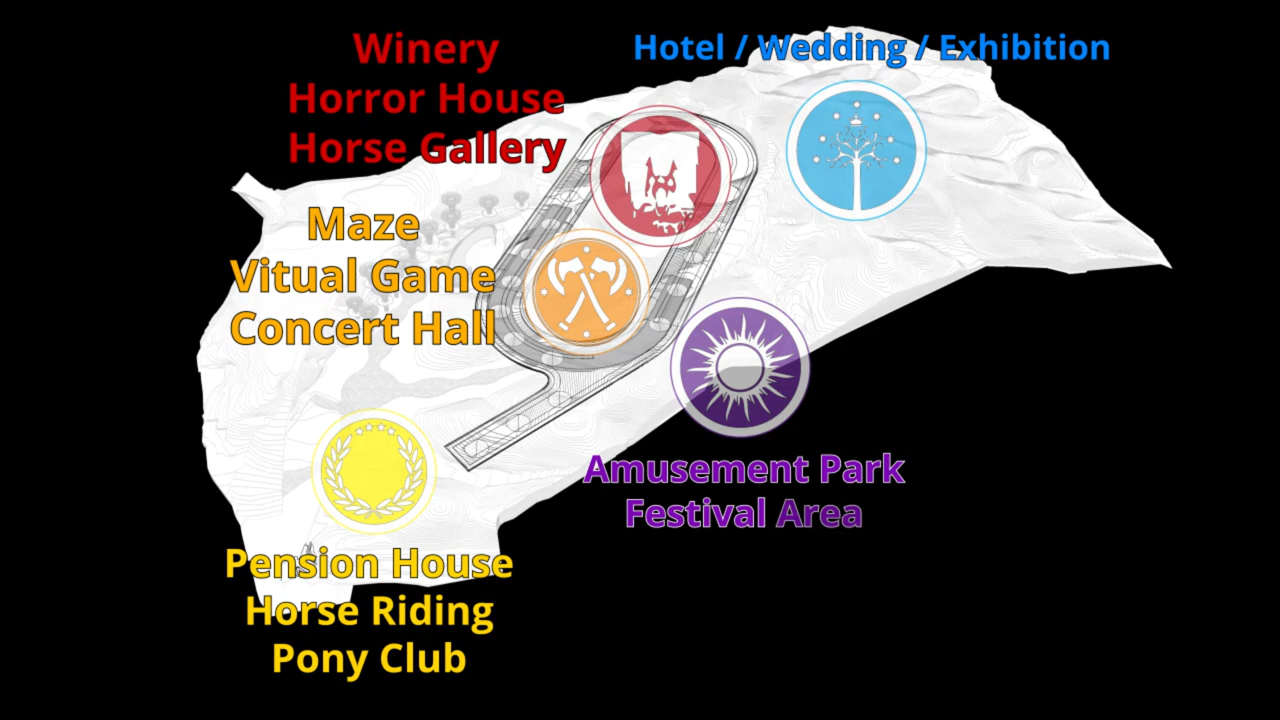 Winery
Horror House
Horse Gallery
Hotel / Wedding / Exhibition
Maze
Vitual Game
Concert Hall
Amusement Park
Festival Area
Pension House
Horse Riding
Pony Club